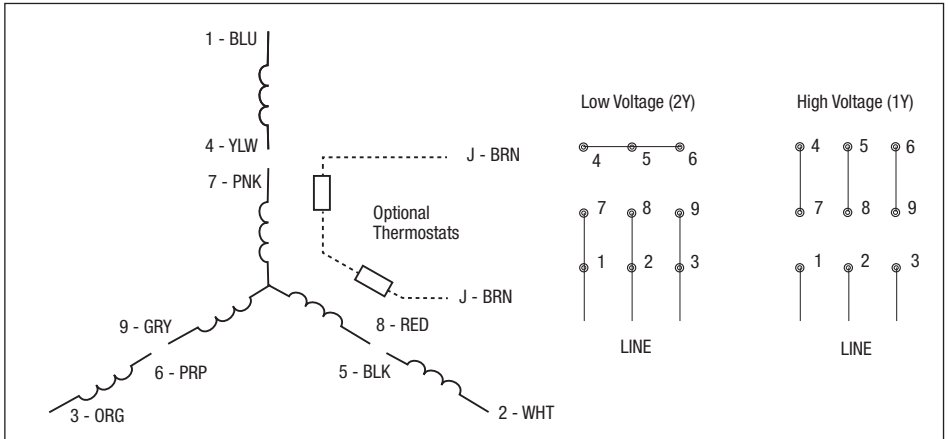 1 - BLU
4 - YLW
7 - PNK
J - BRN
Optional
Thermostats
J - BRN
9 - GRY
8 - RED
6 - PRP
5 - BLK
3 - ORG
2 - WHT
Low Voltage (2Y)
4 5 6
7 8 9
1 2 3
LINE
High Voltage (1Y)
4 5 6
7 8 9
1 2 3
LINE